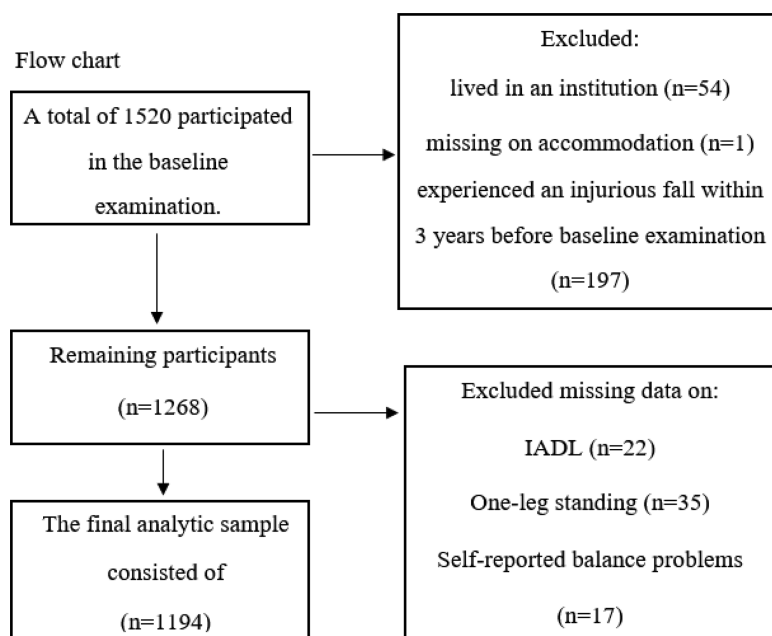 Flow chart
A total of 1520 participated
in the baseline
examination.
Excluded:
lived in an institution (n=54)
missing on accommodation (n=1)
experienced an injurious fall within
3 years before baseline examination
(n=197)
Remaining participants
(n=1268)
Excluded missing data on:
IADL (n=22)
One-leg standing (n=35)
Self-reported balance problems
(n=17)
The final analytic sample
consisted of
(n=1194)